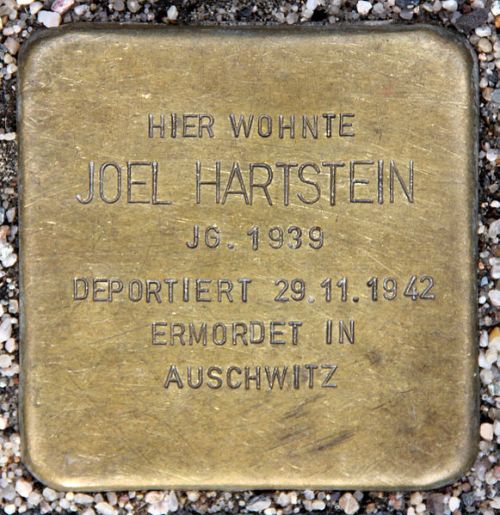 HIER WOHNTE
JOEL HARTSTEIN
JG. 1939
DEPORTIERT 29.11.1942
ERMORDET IN
AUSCHWITZ